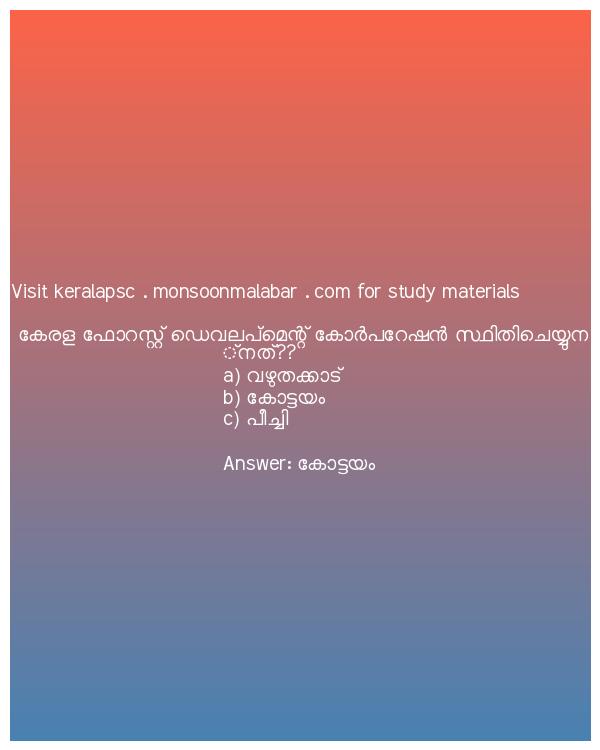 Visit keralapsc . monsoonmalabar . com for study materials
കേരള ഫോറസ്റ്റ് ഡെവലപ്മെന്റ് കോർപറേഷൻ സ്ഥിതിചെയ്യുന
്നത്??
a) വഴുതക്കാട്
b) കോട്ടയം
c) പീച്ചി
Answer: കോട്ടയം